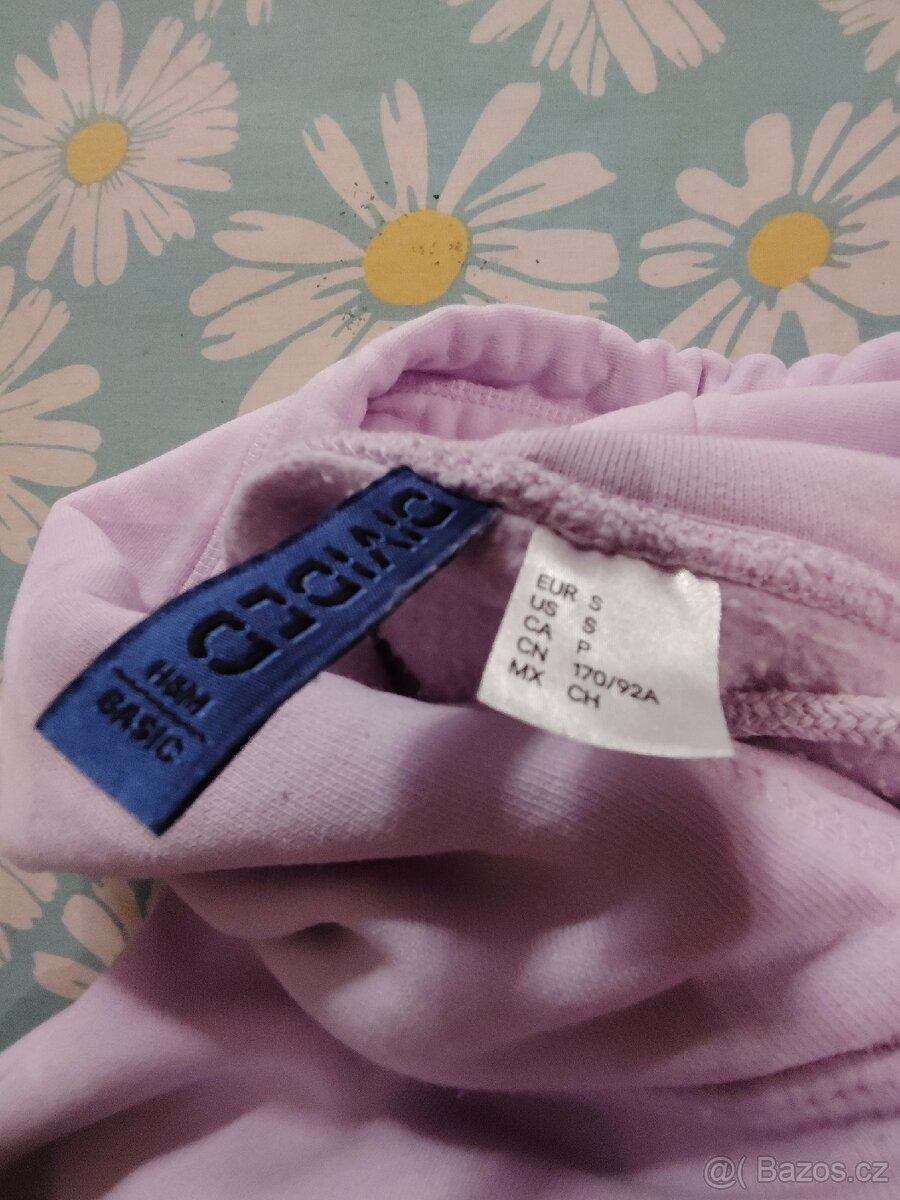 DIVIDED
H&M
BASIC
EUR S
US S
CA P
CN 170/92A
MX CH
@( Bazos.cz